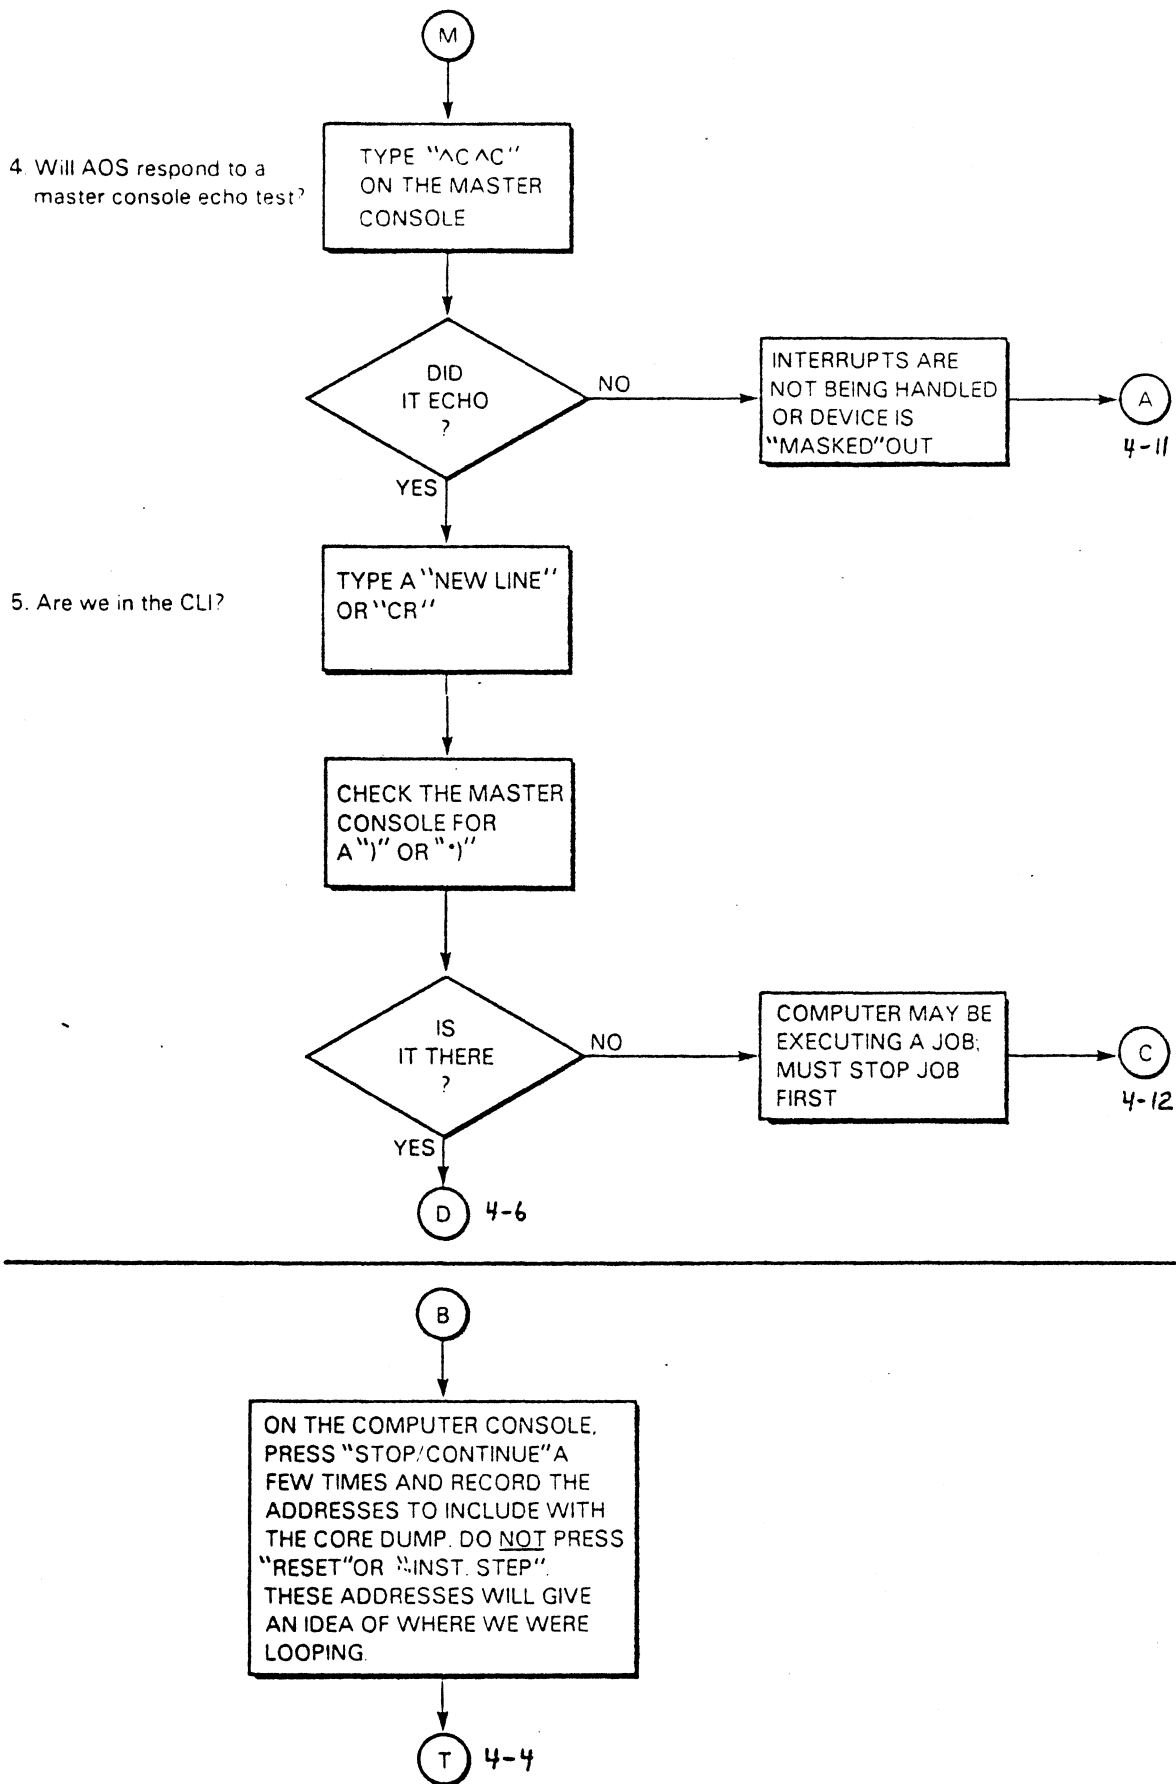 M
4. Will AOS respond to a
master console echo test?
TYPE "^C^C"
ON THE MASTER
CONSOLE
DID
IT ECHO
?
NO
INTERRUPTS ARE
NOT BEING HANDLED
OR DEVICE IS
"MASKED"OUT
A
4-11
YES
5. Are we in the CLI?
TYPE A "NEW LINE"
OR "CR"
CHECK THE MASTER
CONSOLE FOR
A ")" OR "*)"
IS
IT THERE
?
NO
COMPUTER MAY BE
EXECUTING A JOB;
MUST STOP JOB
FIRST
C
4-12
YES
D
4-6
B
ON THE COMPUTER CONSOLE,
PRESS "STOP/CONTINUE" A
FEW TIMES AND RECORD THE
ADDRESSES TO INCLUDE WITH
THE CORE DUMP. DO NOT PRESS
"RESET" OR "INST. STEP".
THESE ADDRESSES WILL GIVE
AN IDEA OF WHERE WE WERE
LOOPING.
T
4-4